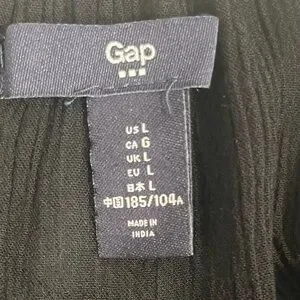 Gap
US L
CA G
UK L
EU L
日本 L
中国 185/104A
MADE IN
INDIA